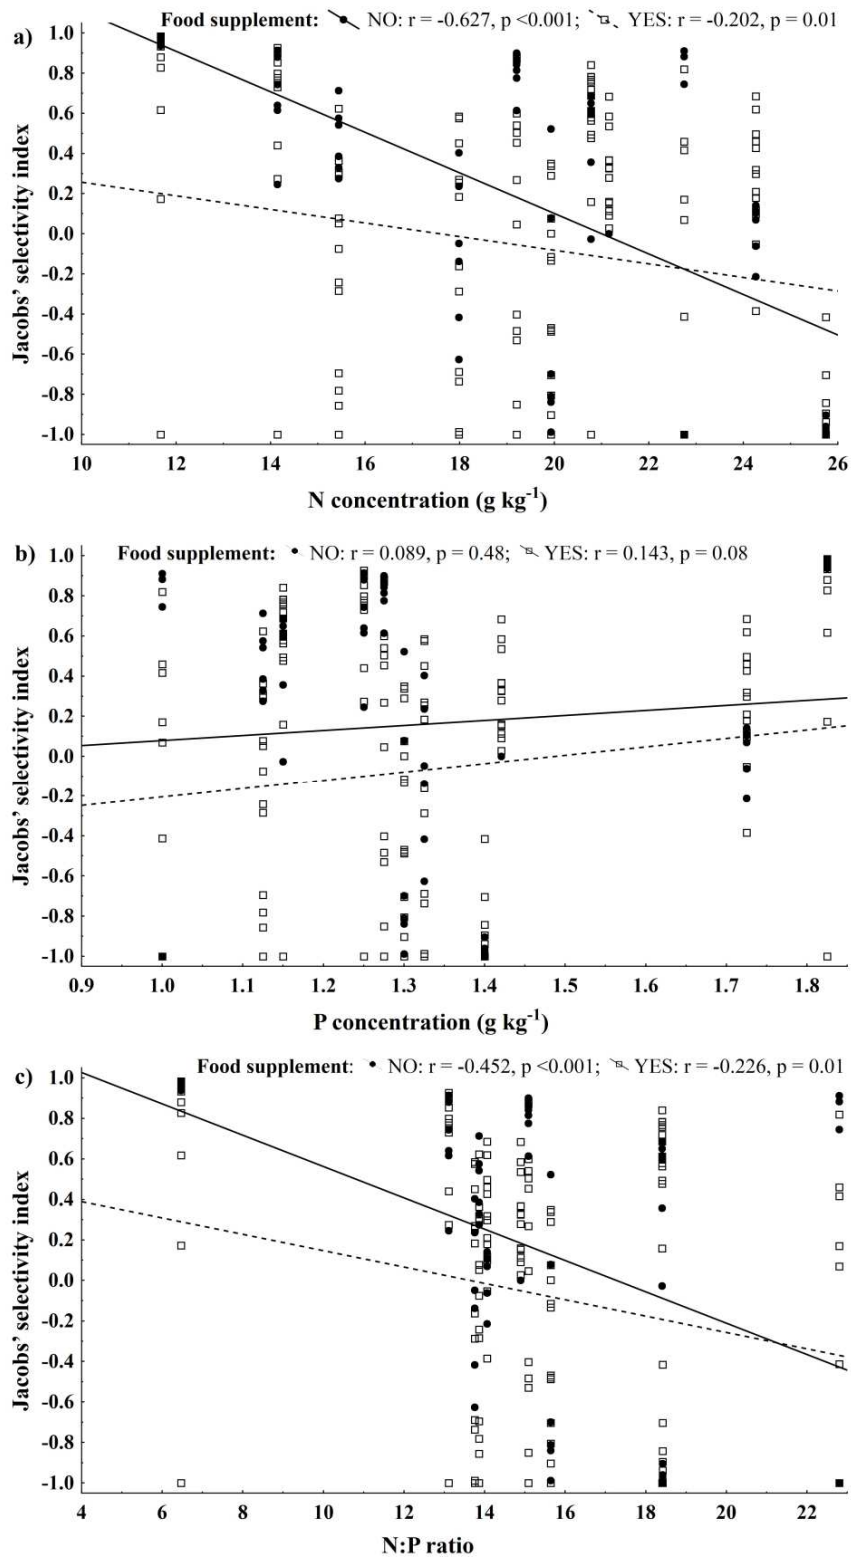 Food supplement: NO: r = -0.627, p <0.001; YES: r = -0.202, p = 0.01
a)
1.0
0.8
0.6
0.4
0.2
0.0
-0.2
-0.4
-0.6
-0.8
-1.0
Jacobs’ selectivity index
10 12 14 16 18 20 22 24 26
N concentration (g kg-1)
b)
Food supplement: NO: r = 0.089, p = 0.48; YES: r = 0.143, p = 0.08
1.0
0.8
0.6
0.4
0.2
0.0
-0.2
-0.4
-0.6
-0.8
-1.0
Jacobs’ selectivity index
0.9 1.0 1.1 1.2 1.3 1.4 1.5 1.6 1.7 1.8
P concentration (g kg-1)
Food supplement: NO: r = -0.452, p <0.001; YES: r = -0.226, p = 0.01
c)
1.0
0.8
0.6
0.4
0.2
0.0
-0.2
-0.4
-0.6
-0.8
-1.0
Jacobs’ selectivity index
4 6 8 10 12 14 16 18 20 22
N:P ratio